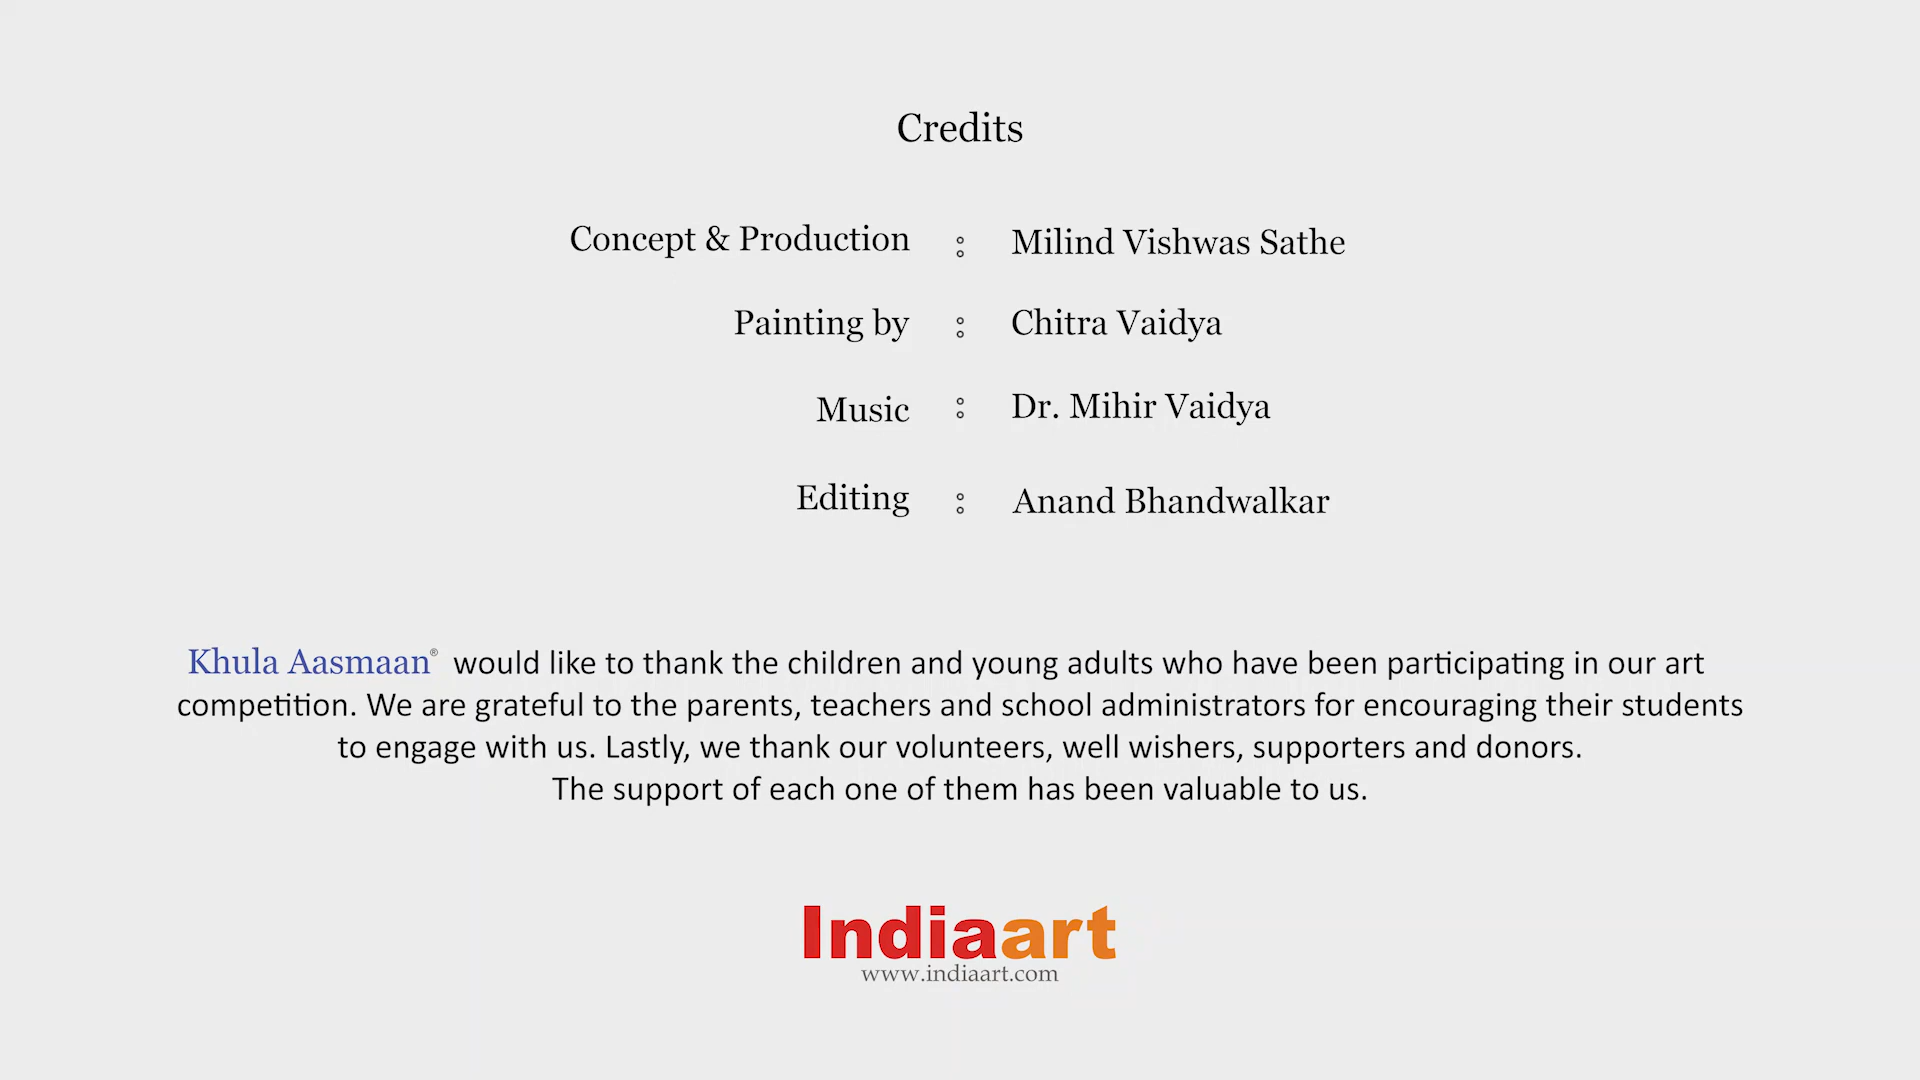 Credits
Concept & Production : Milind Vishwas Sathe
Painting by : Chitra Vaidya
Music : Dr. Mihir Vaidya
Editing : Anand Bhandwalkar
Khula Aasmaan® would like to thank the children and young adults who have been participating in our art
competition. We are grateful to the parents, teachers and school administrators for encouraging their students
to engage with us. Lastly, we thank our volunteers, well wishers, supporters and donors.
The support of each one of them has been valuable to us.
Indiaart
www.indiaart.com